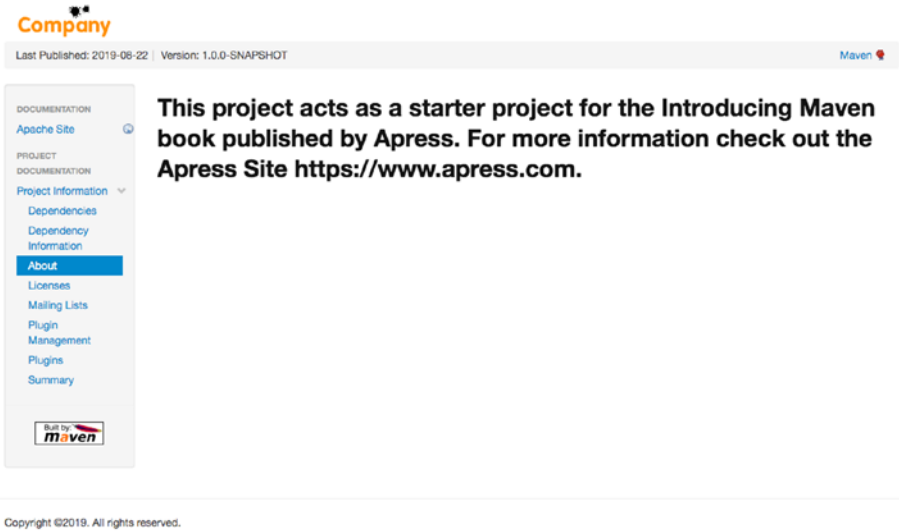 Company
Last Published: 2019-08-22 | Version: 1.0.0-SNAPSHOT
Maven
DOCUMENTATION
Apache Site
PROJECT
DOCUMENTATION
Project Information
Dependencies
Dependency
Information
About
Licenses
Mailing Lists
Plugin
Management
Plugins
Summary
Built by:
maven
This project acts as a starter project for the Introducing Maven
book published by Apress. For more information check out the
Apress Site https://www.apress.com.
Copyright ©2019. All rights reserved.